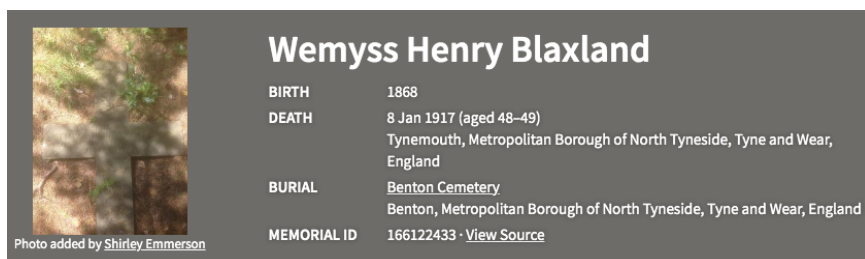 Wemyss Henry Blaxland
BIRTH 1868
DEATH 8 Jan 1917 (aged 48–49)
Tynemouth, Metropolitan Borough of North Tyneside, Tyne and Wear,
England
BURIAL Benton Cemetery
Benton, Metropolitan Borough of North Tyneside, Tyne and Wear, England
MEMORIAL ID 166122433 · View Source
Photo added by Shirley Emmerson